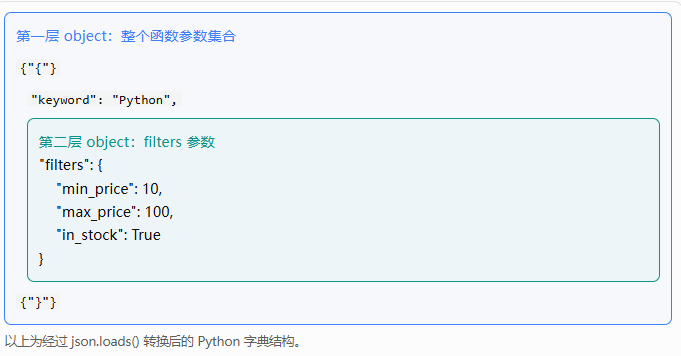 第一层 object：整个函数参数集合
{"{"}
"keyword": "Python",
第二层 object：filters 参数
"filters": {
"min_price": 10,
"max_price": 100,
"in_stock": True
}
{"}"}
以上为经过 json.loads() 转换后的 Python 字典结构。